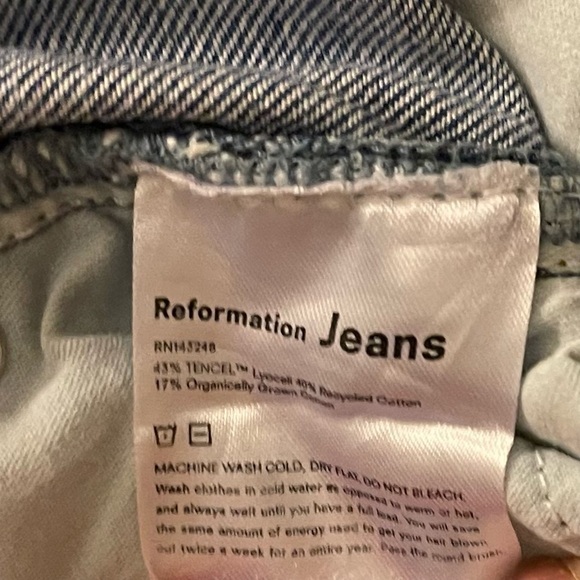 Reformation Jeans
RN143248
43% TENCEL™ Lyocell 40% Recycled Cotton
17% Organically Grown Cotton
MACHINE WASH COLD, DRY FLAT, DO NOT BLEACH.
Wash clothes in cold water as opposed to warm or hot,
and always wait until you have a full load. You will save
the same amount of energy used to get your hair blown
out twice a week for an entire year. Pass the round brush.